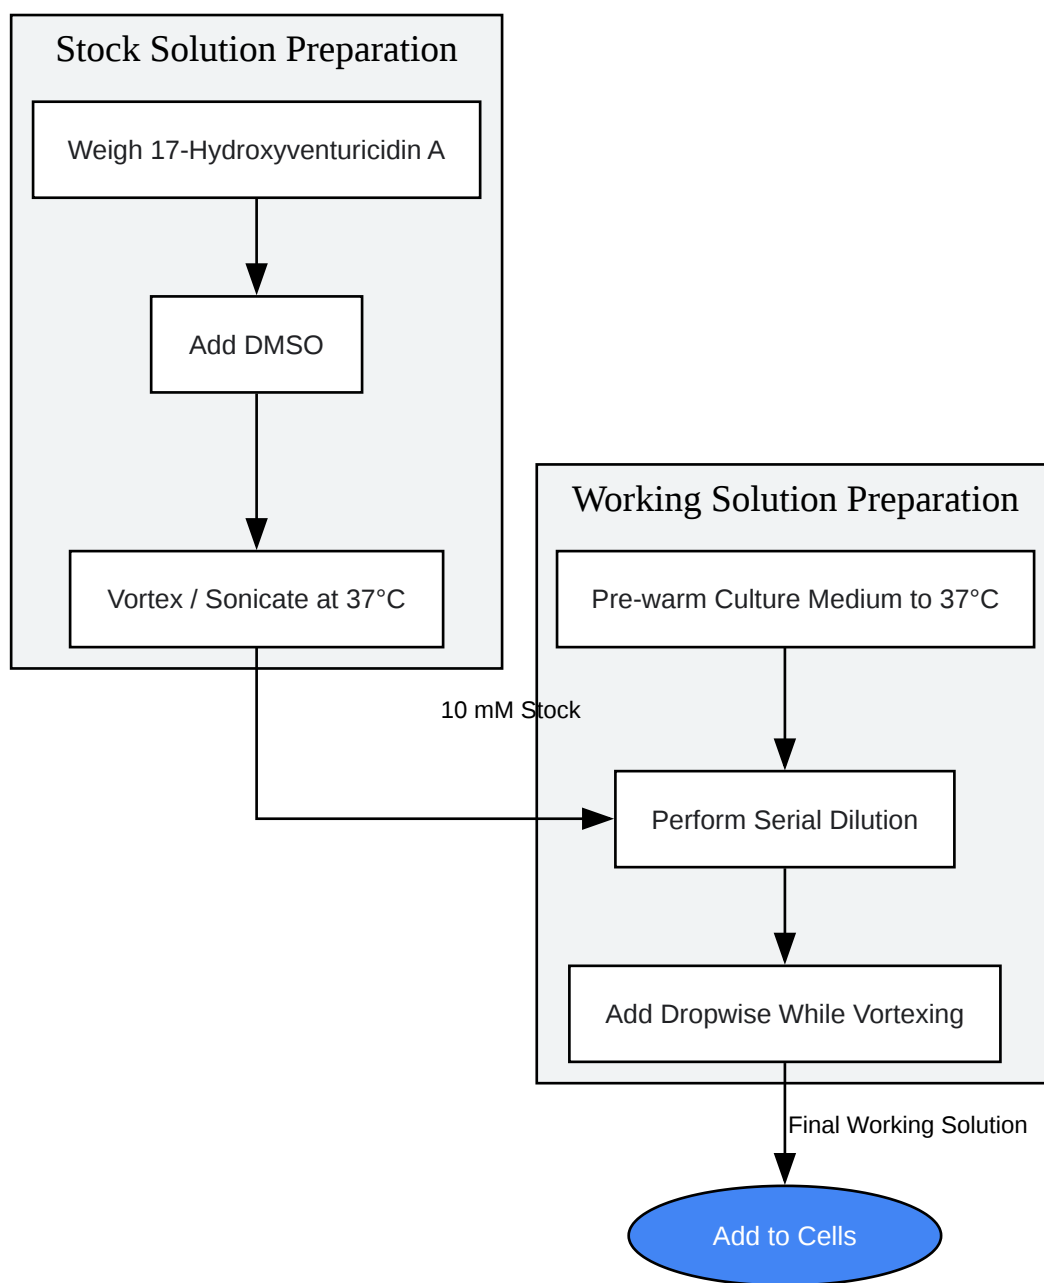 Stock Solution Preparation
Weigh 17-Hydroxyventuricidin A
Add DMSO
Vortex / Sonicate at 37°C
10 mM Stock
Working Solution Preparation
Pre-warm Culture Medium to 37°C
Perform Serial Dilution
Add Dropwise While Vortexing
Final Working Solution
Add to Cells